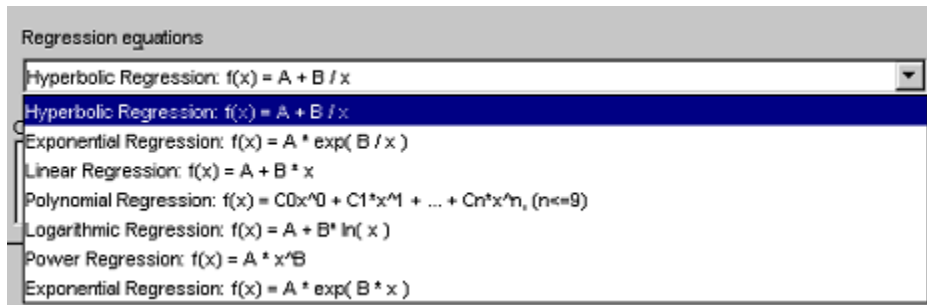 Regression equations
Hyperbolic Regression: f(x) = A + B / x
Hyperbolic Regression: f(x) = A + B / x
Exponential Regression: f(x) = A * exp( B / x )
Linear Regression: f(x) = A + B * x
Polynomial Regression: f(x) = C0x^0 + C1*x^1 + ... + Cn*x^n, (n<=9)
Logarithmic Regression: f(x) = A + B* ln( x )
Power Regression: f(x) = A * x^B
Exponential Regression: f(x) = A * exp( B * x )